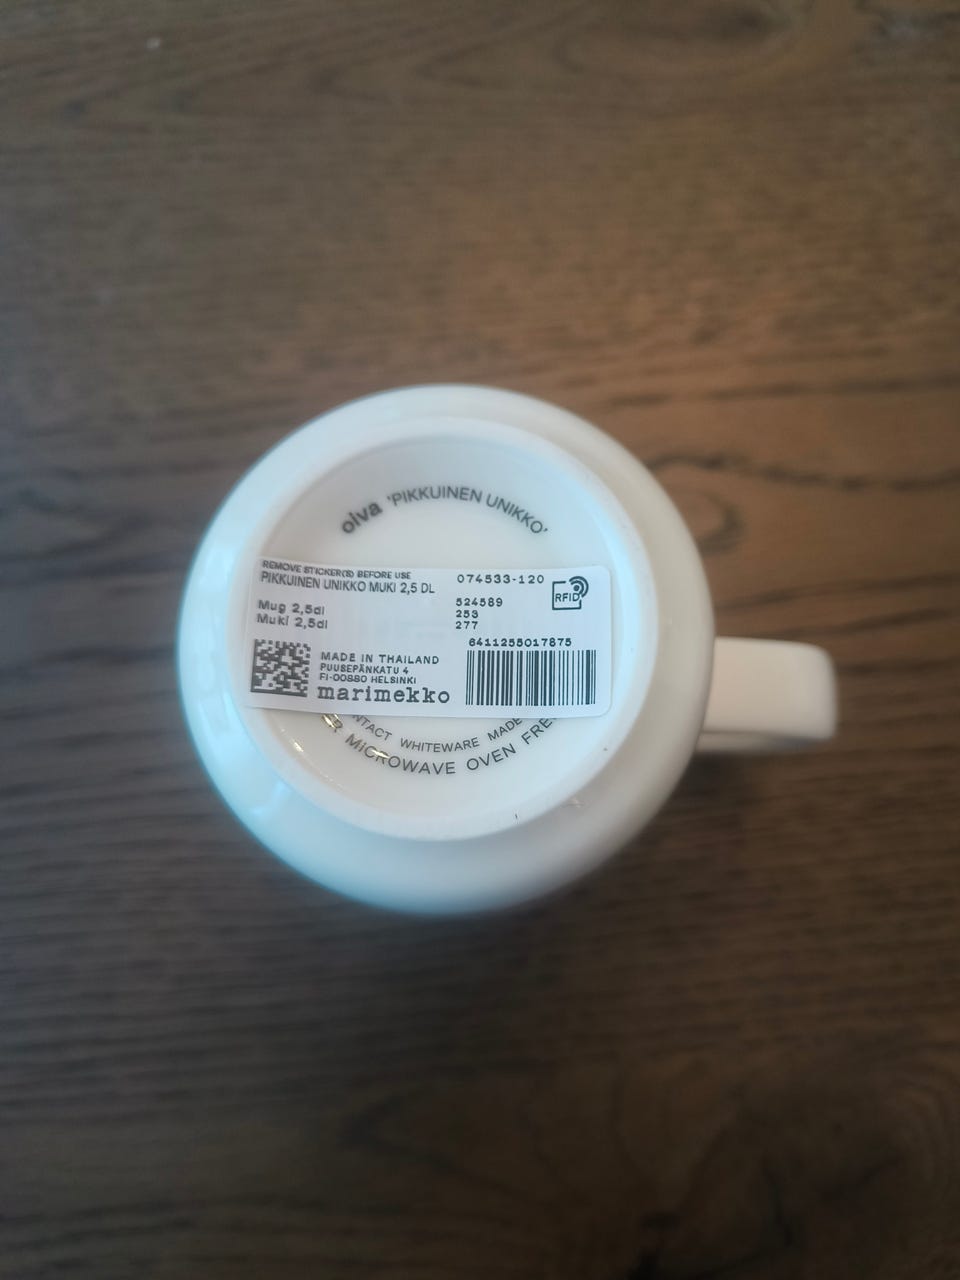 oiva 'PIKKUINEN UNIKKO'
REMOVE STICKER(S) BEFORE USE
PIKKUINEN UNIKKO MUKI 2,5 DL
074533-120
RFID
Mug 2,5dl
Muki 2,5dl
524589
253
277
6411255017875
MADE IN THAILAND
PUUSEPÄNKATU 4
FI-00880 HELSINKI
marimekko
WHITEWARE MADE
MICROWAVE OVEN